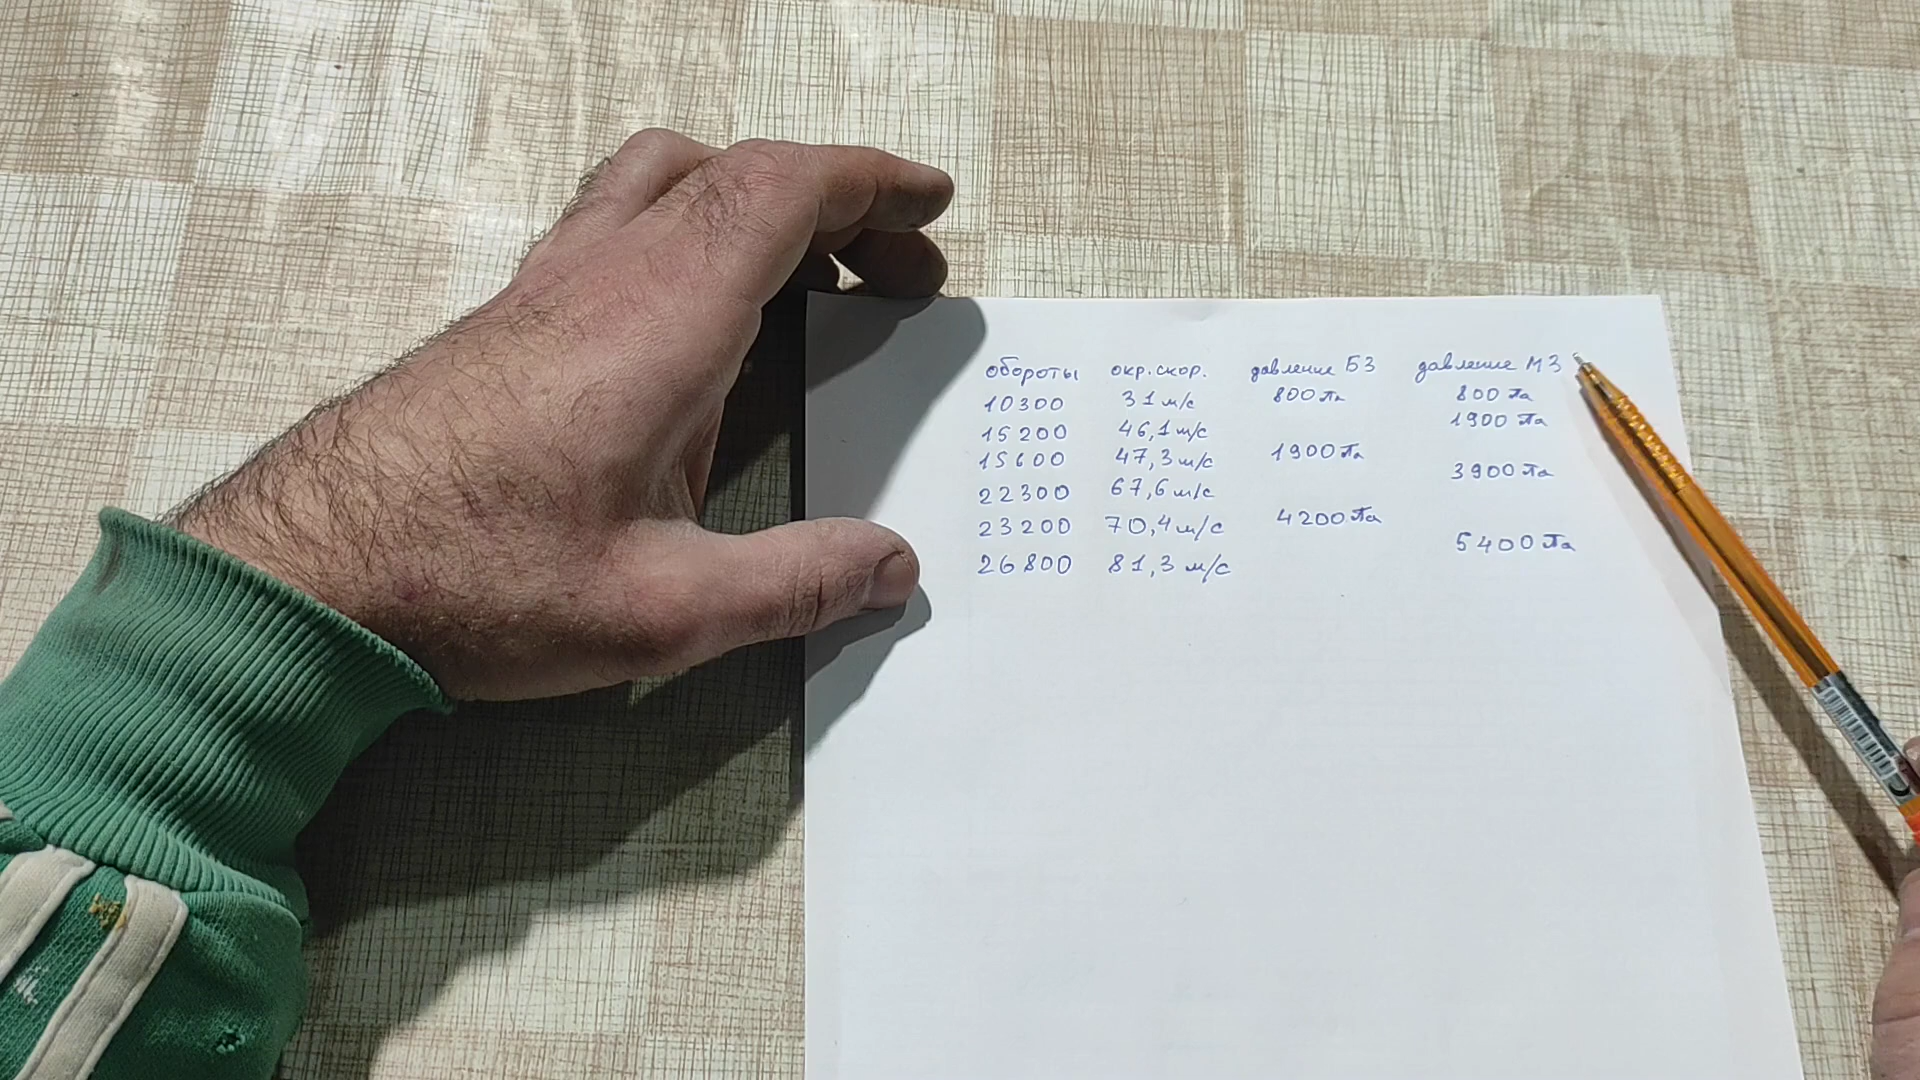 обороты окр.скор. давление БЗ давление МЗ
10300 31 м/с 800 Па 800 Па
15200 46,1 м/с 1900 Па
15600 47,3 м/с 1900 Па
22300 67,6 м/с 3900 Па
23200 70,4 м/с 4200 Па
26800 81,3 м/с 5400 Па